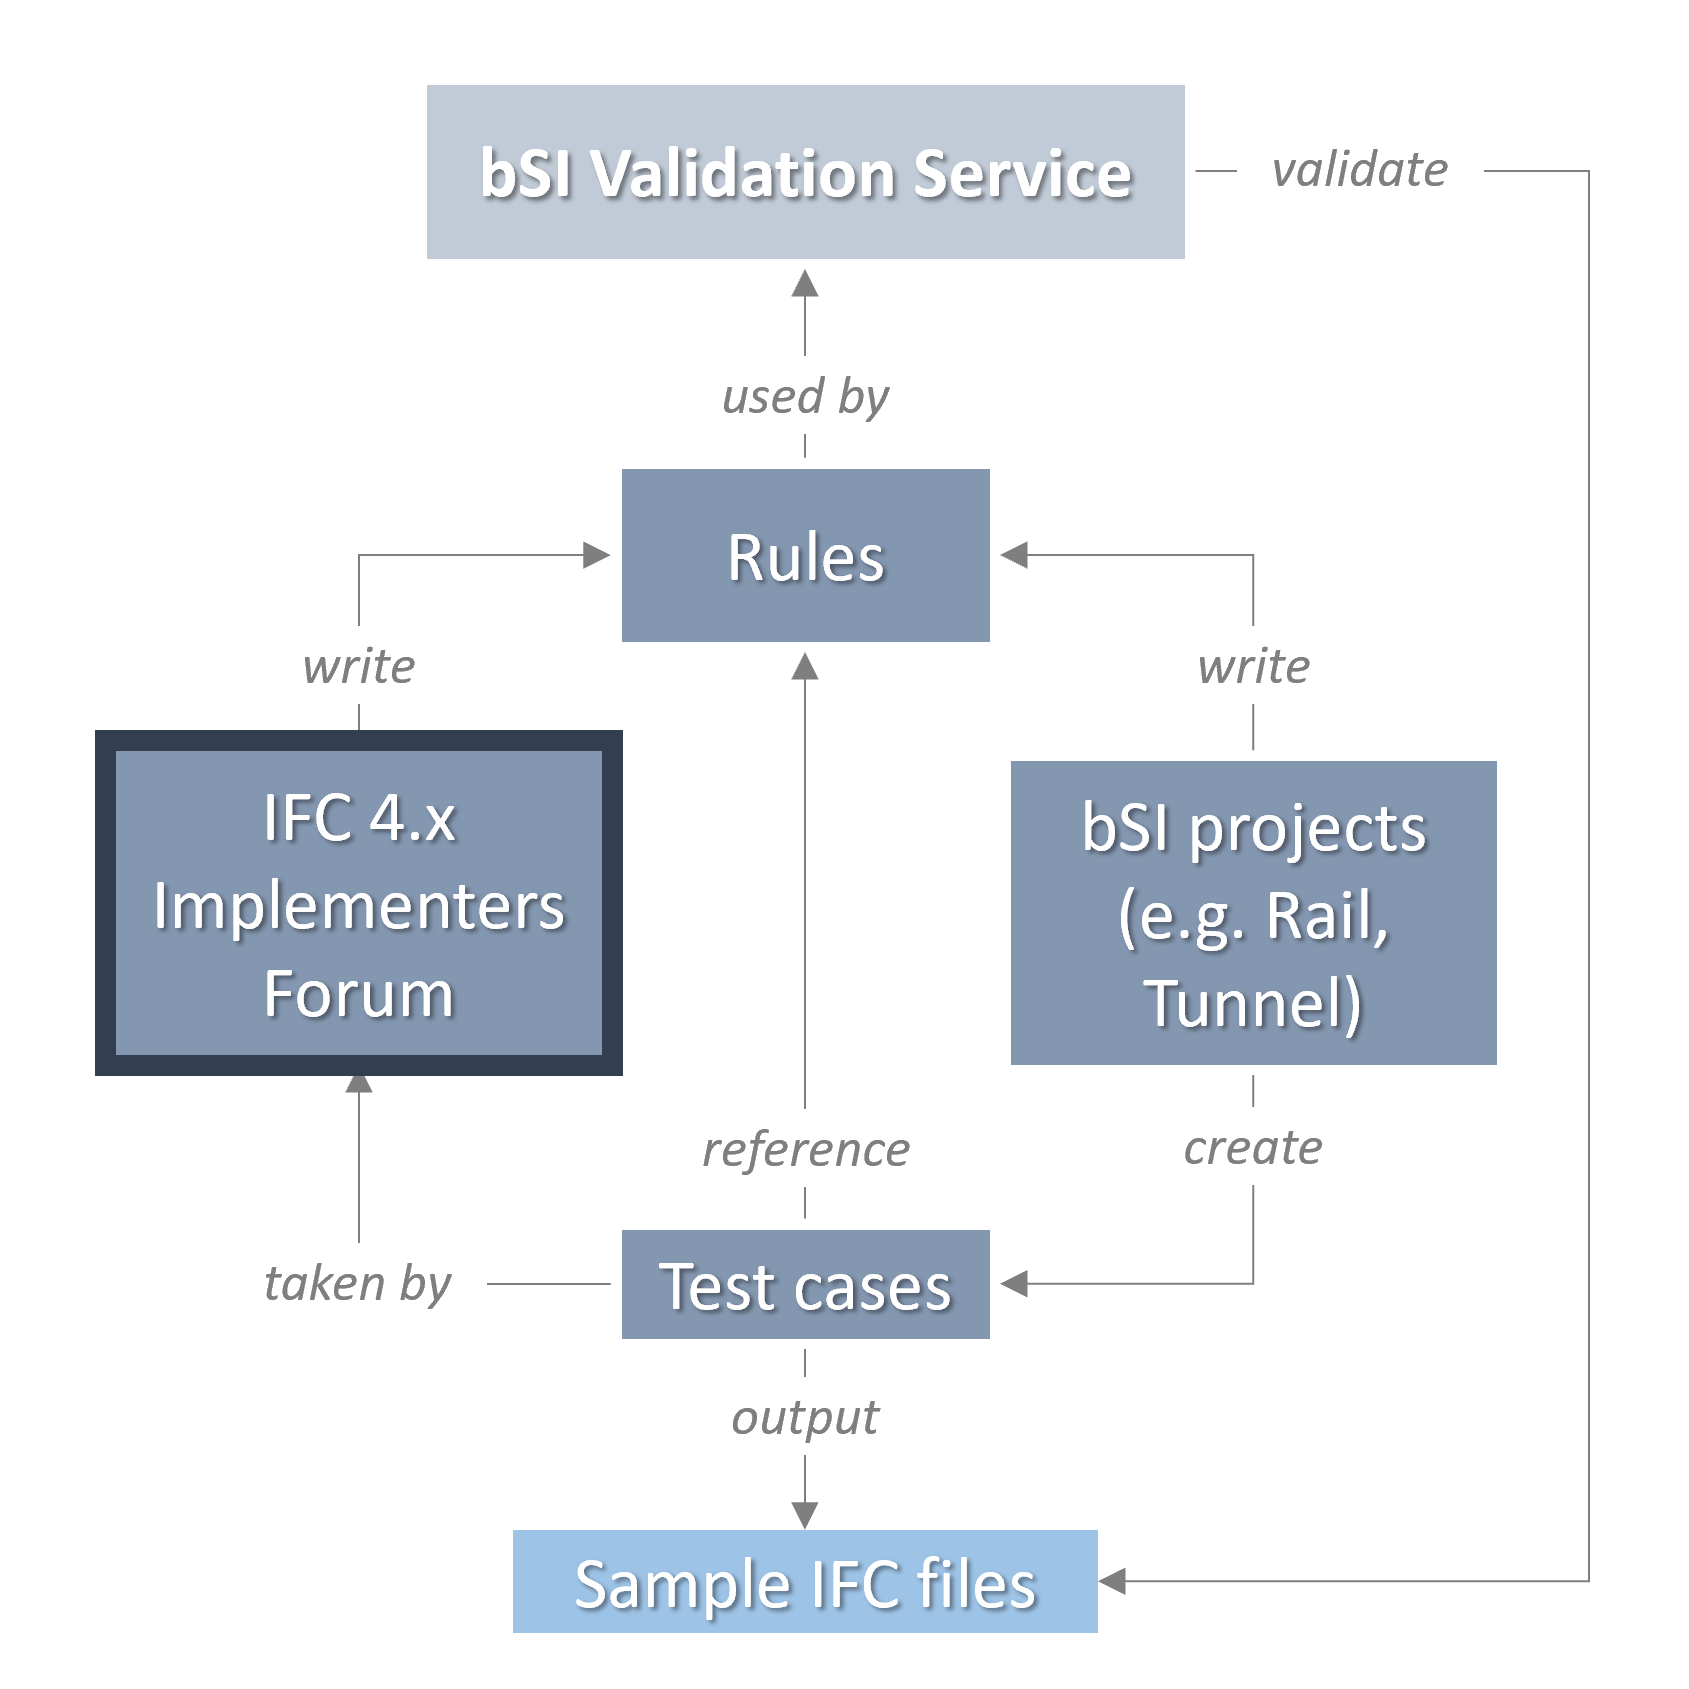 bSI Validation Service
validate
used by
Rules
write
write
IFC 4.x
Implementers
Forum
bSI projects
(e.g. Rail,
Tunnel)
reference
create
taken by
Test cases
output
Sample IFC files